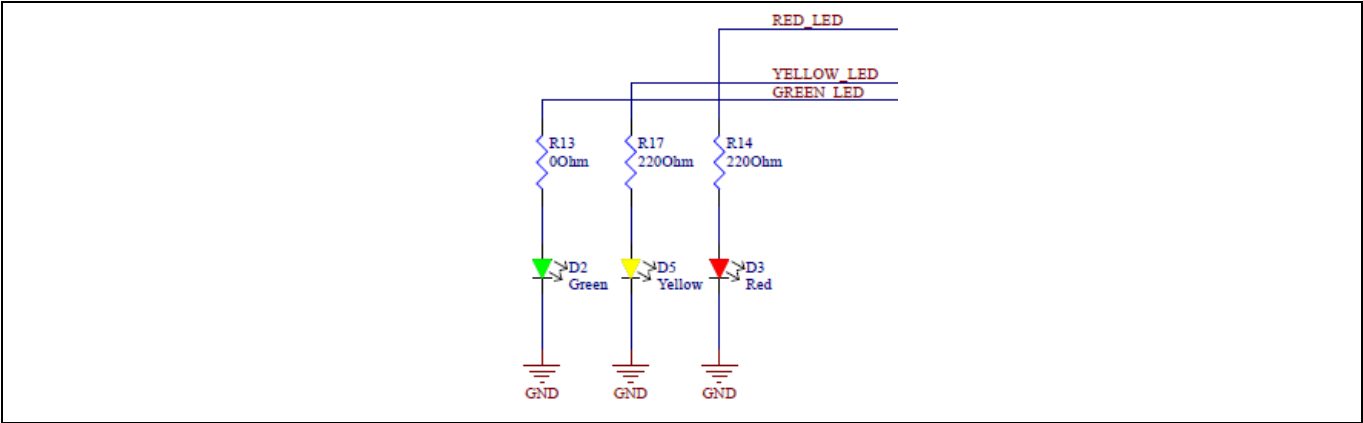 RED_LED
YELLOW_LED
GREEN_LED
R13
0Ohm
R17
220Ohm
R14
220Ohm
D2
Green
D5
Yellow
D3
Red
GND
GND
GND